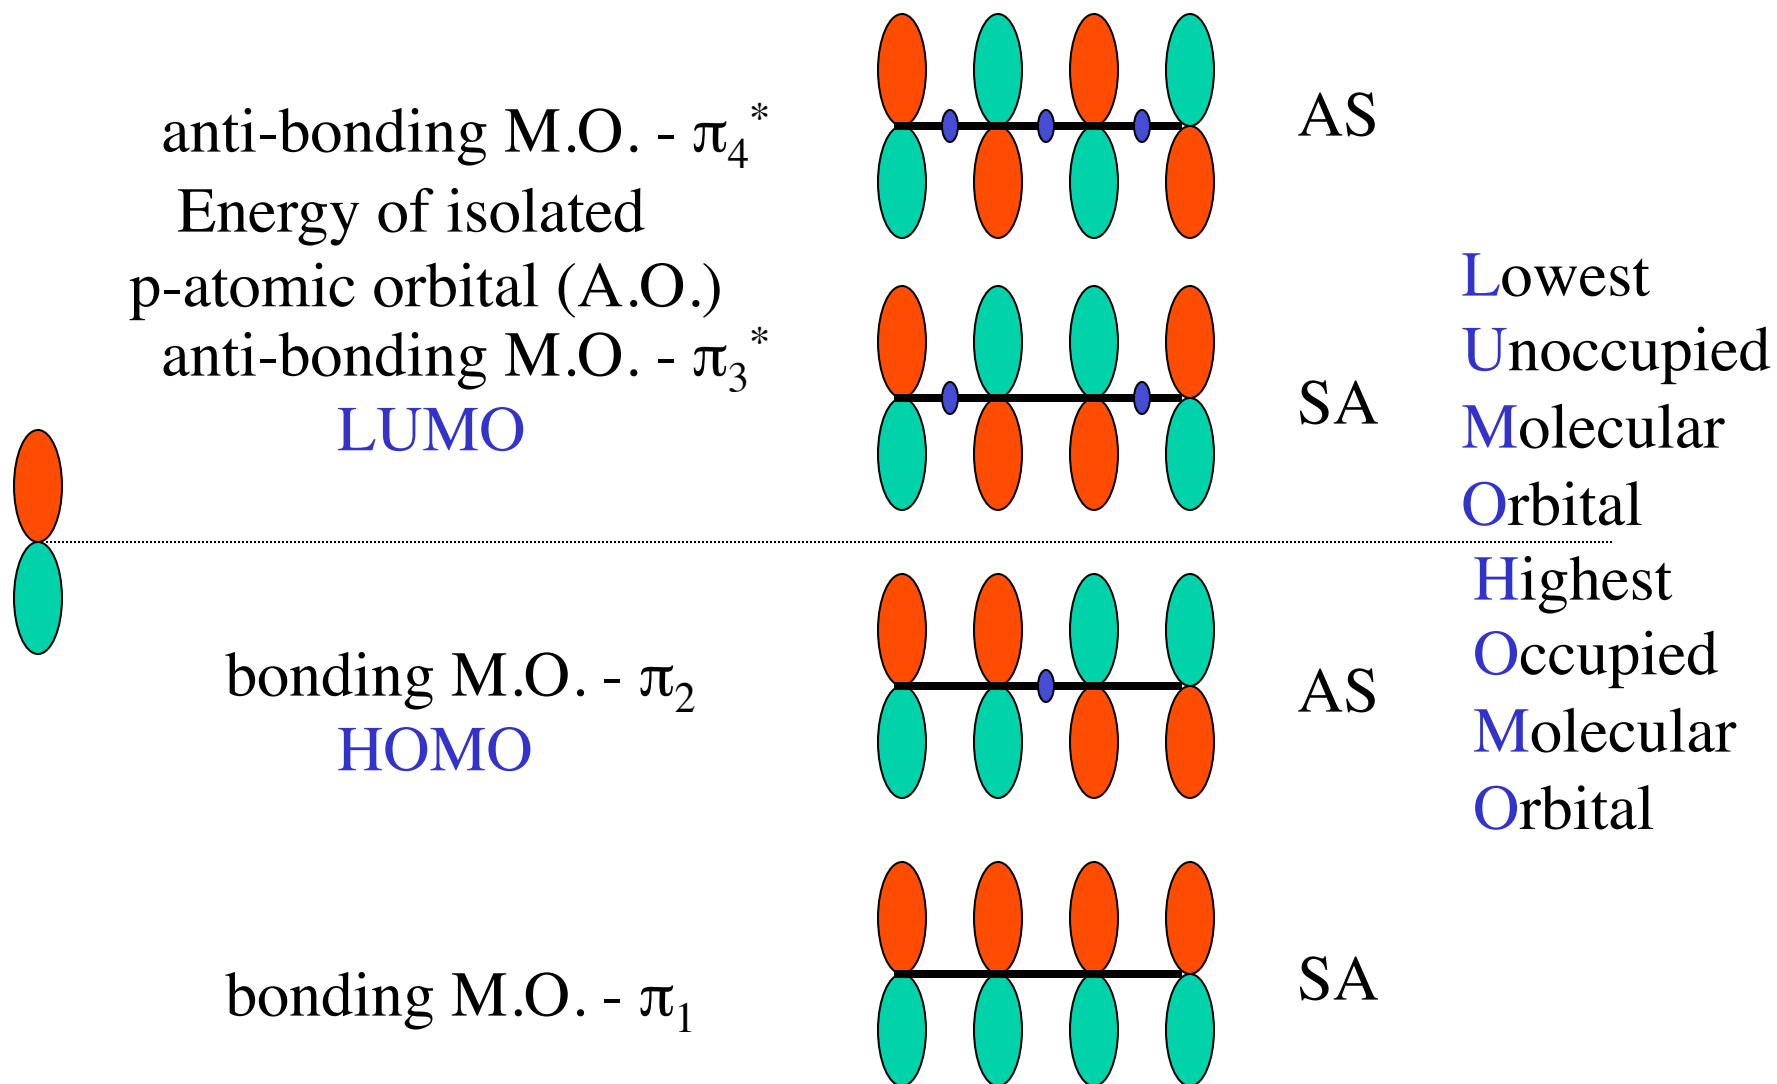 anti-bonding M.O. - π4*
AS
Energy of isolated
p-atomic orbital (A.O.)
anti-bonding M.O. - π3*
LUMO
SA
Lowest
Unoccupied
Molecular
Orbital
bonding M.O. - π2
HOMO
AS
Highest
Occupied
Molecular
Orbital
bonding M.O. - π1
SA